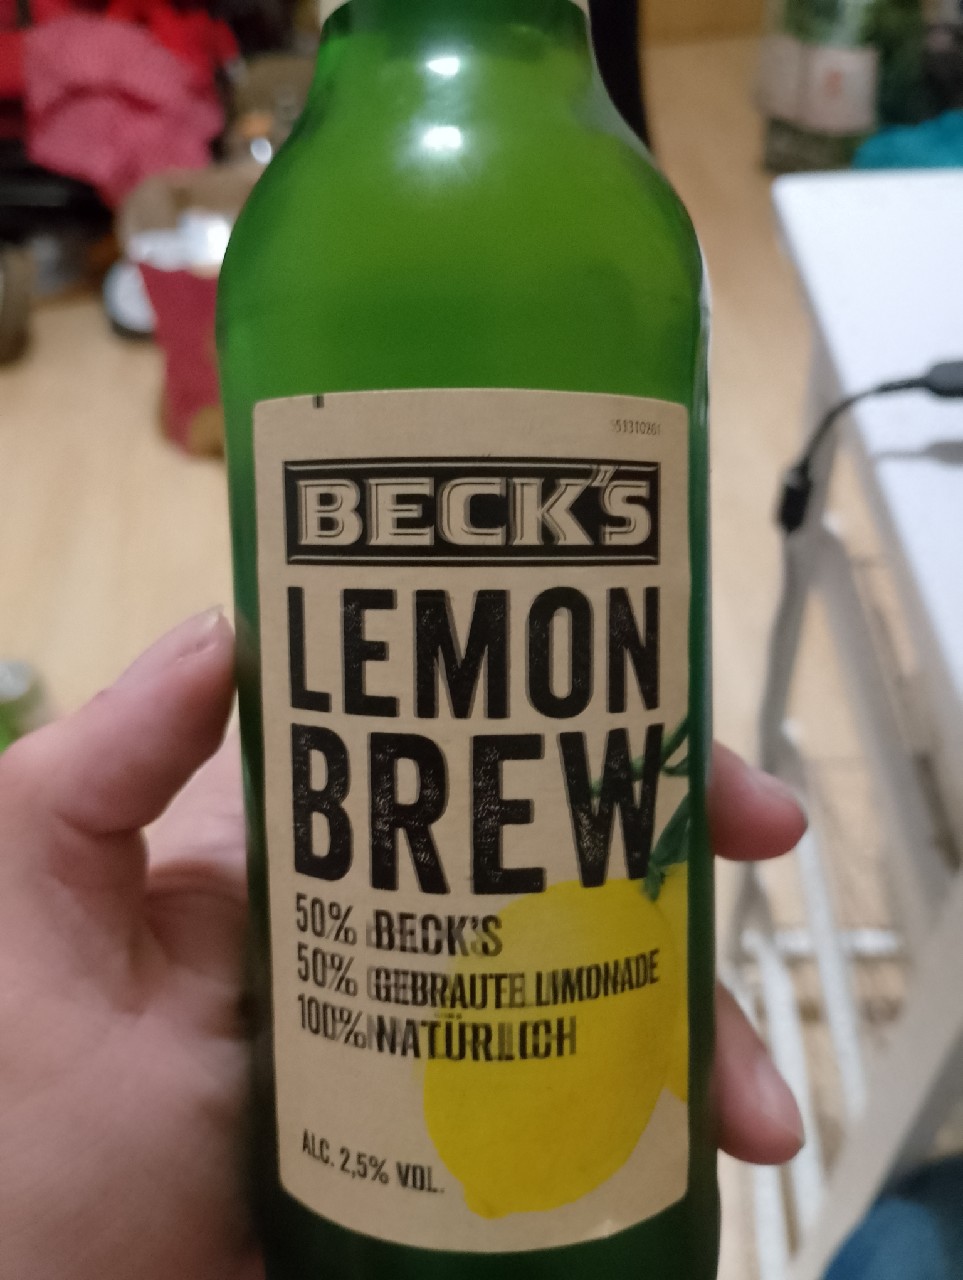 BECK'S
LEMON
BREW
50% BECK'S
50% GEBRAUTE LIMONADE
100% NATÜRLICH
ALC. 2,5% VOL.